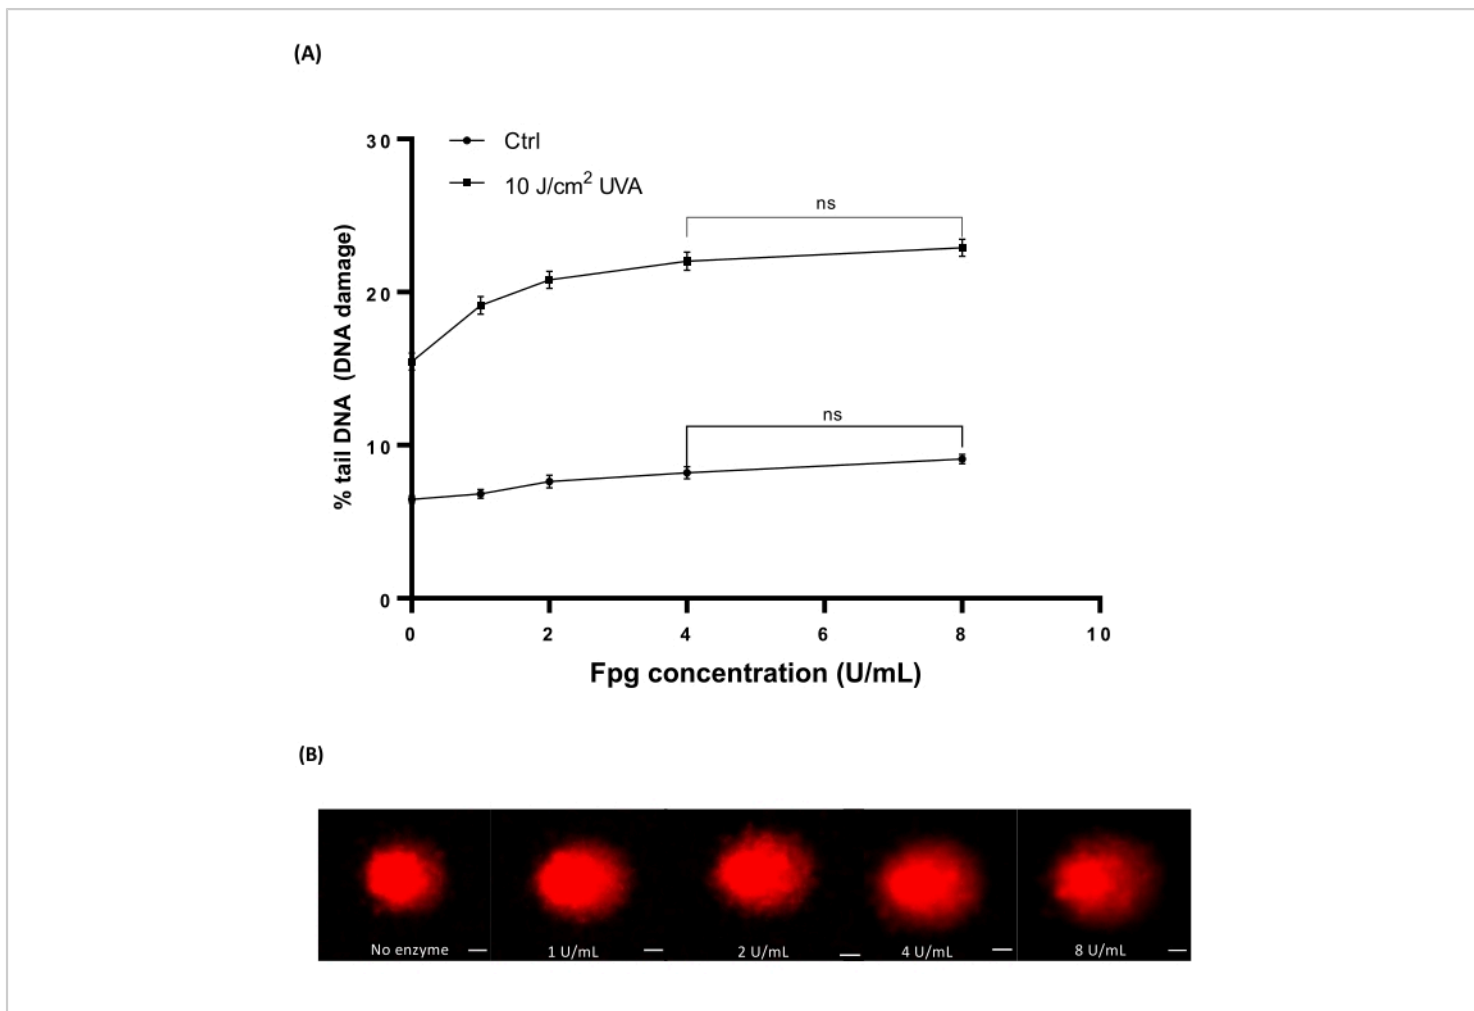 (A)
30
20
10
0
% tail DNA (DNA damage)
Ctrl
10 J/cm² UVA
ns
ns
0 2 4 6 8 10
Fpg concentration (U/mL)
(B)
No enzyme 1 U/mL 2 U/mL 4 U/mL 8 U/mL